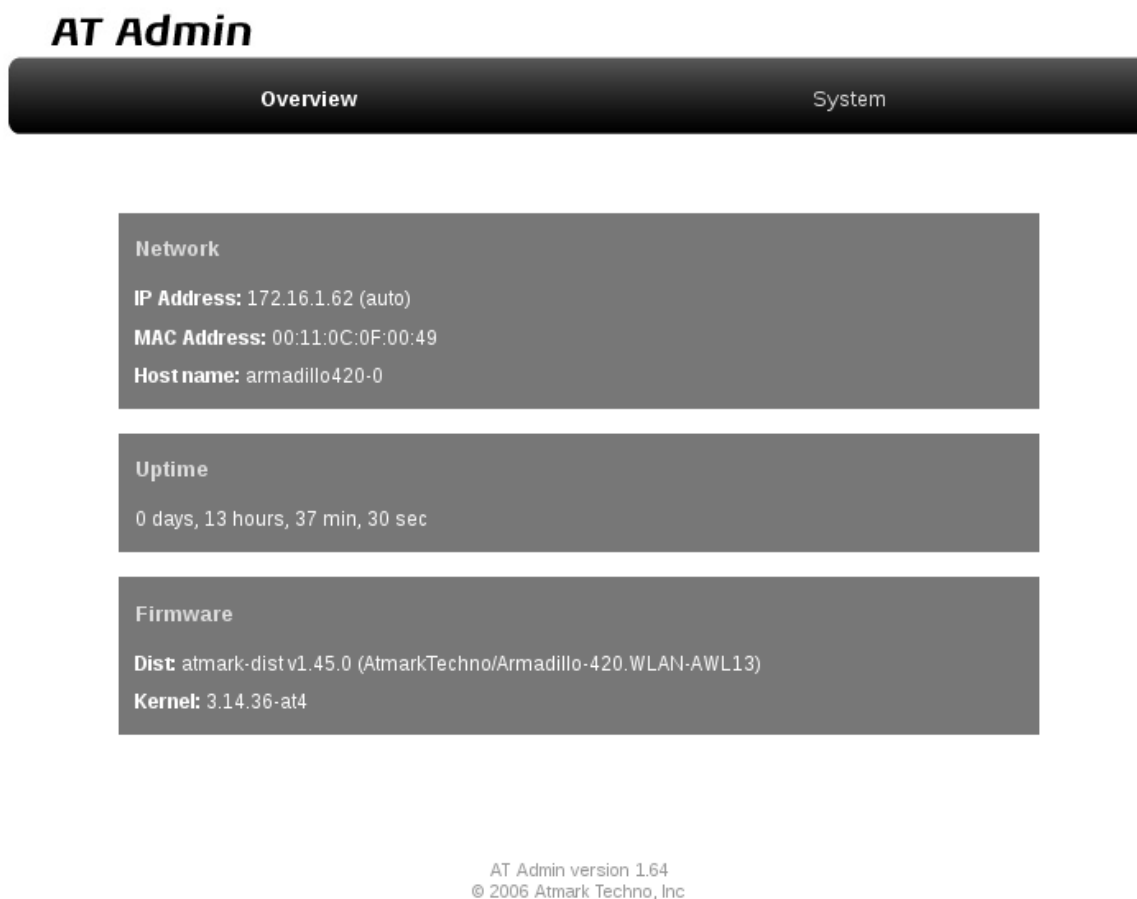 AT Admin
Overview System
Network
IP Address: 172.16.1.62 (auto)
MAC Address: 00:11:0C:0F:00:49
Host name: armadillo420-0
Uptime
0 days, 13 hours, 37 min, 30 sec
Firmware
Dist: atmark-dist v1.45.0 (AtmarkTechno/Armadillo-420.WLAN-AWL13)
Kernel: 3.14.36-at4
AT Admin version 1.64
© 2006 Atmark Techno, Inc